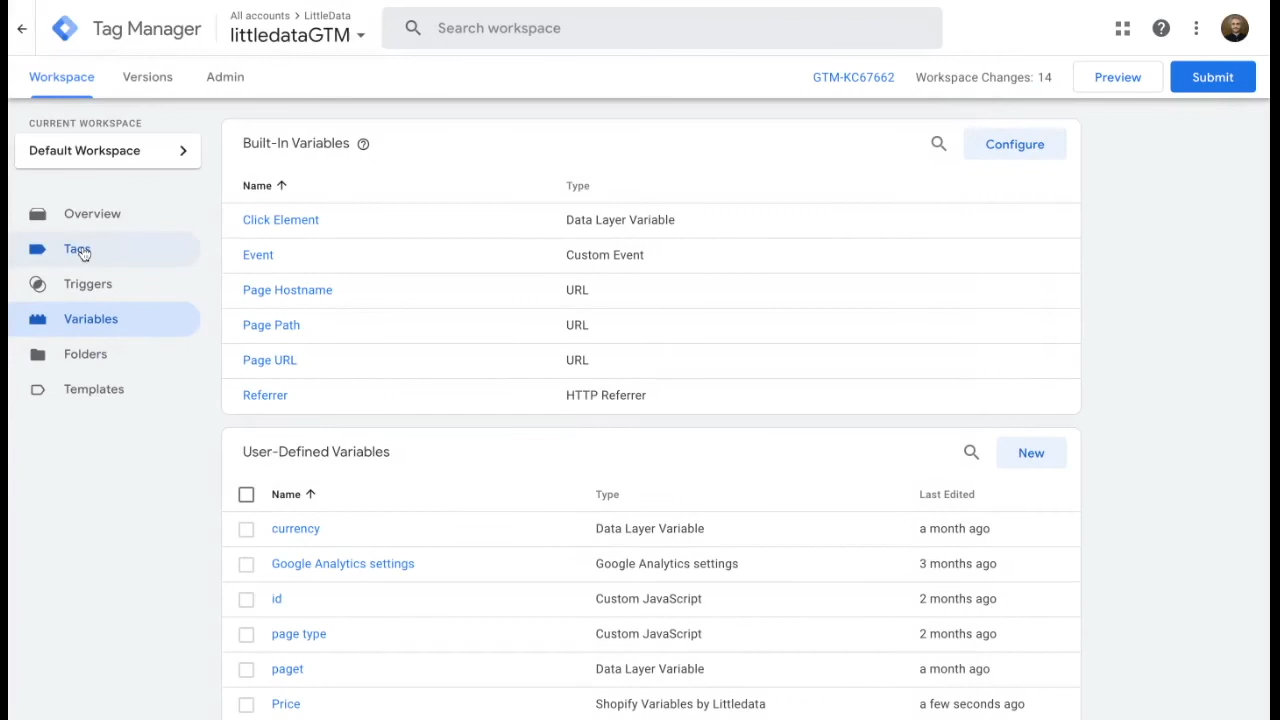 Tag Manager
All accounts > LittleData
littledataGTM
Search workspace
Workspace Versions Admin
GTM-KC67662 Workspace Changes: 14 Preview Submit
CURRENT WORKSPACE
Default Workspace
Overview
Tags
Triggers
Variables
Folders
Templates
Built-In Variables
Configure
Name Type
Click Element Data Layer Variable
Event Custom Event
Page Hostname URL
Page Path URL
Page URL URL
Referrer HTTP Referrer
User-Defined Variables
New
Name Type Last Edited
currency Data Layer Variable a month ago
Google Analytics settings Google Analytics settings 3 months ago
id Custom JavaScript 2 months ago
page type Custom JavaScript 2 months ago
paget Data Layer Variable a month ago
Price Shopify Variables by Littledata a few seconds ago